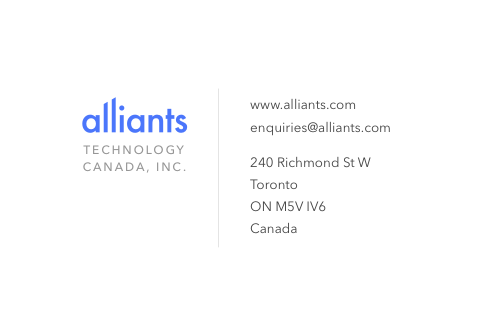 alliants
TECHNOLOGY
CANADA, INC.
www.alliants.com
enquiries@alliants.com
240 Richmond St W
Toronto
ON M5V IV6
Canada